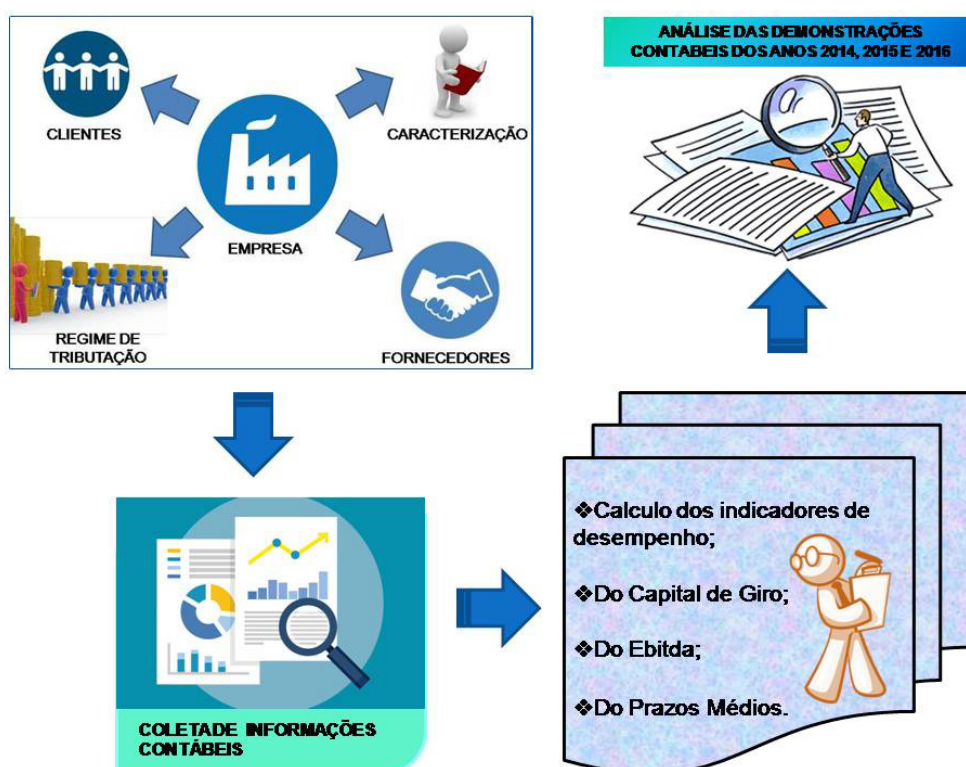 CLIENTES
CARACTERIZAÇÃO
EMPRESA
REGIME DE
TRIBUTAÇÃO
FORNECEDORES
COLETADE INFORMAÇÕES
CONTÁBEIS
❖Calculo dos indicadores de
desempenho;
❖Do Capital de Giro;
❖Do Ebitda;
❖Do Prazos Médios.
ANÁLISE DAS DEMONSTRAÇÕES
CONTABEIS DOS ANOS 2014, 2015 E 2016